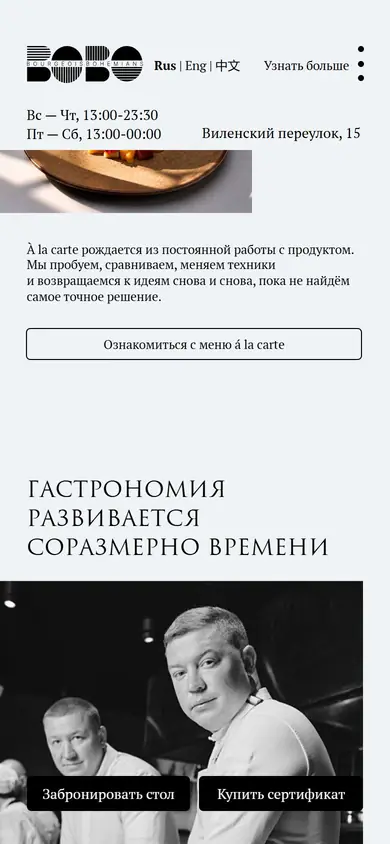 BOBO
BOURGEOISBOHEMIANS
Rus | Eng | 中文
Узнать больше
Вс — Чт, 13:00-23:30
Пт — Сб, 13:00-00:00
Виленский переулок, 15
À la carte рождается из постоянной работы с продуктом.
Мы пробуем, сравниваем, меняем техники
и возвращаемся к идеям снова и снова, пока не найдём
самое точное решение.
Ознакомиться с меню á la carte
ГАСТРОНОМИЯ
РАЗВИВАЕТСЯ
СОРАЗМЕРНО ВРЕМЕНИ
Забронировать стол
Купить сертификат